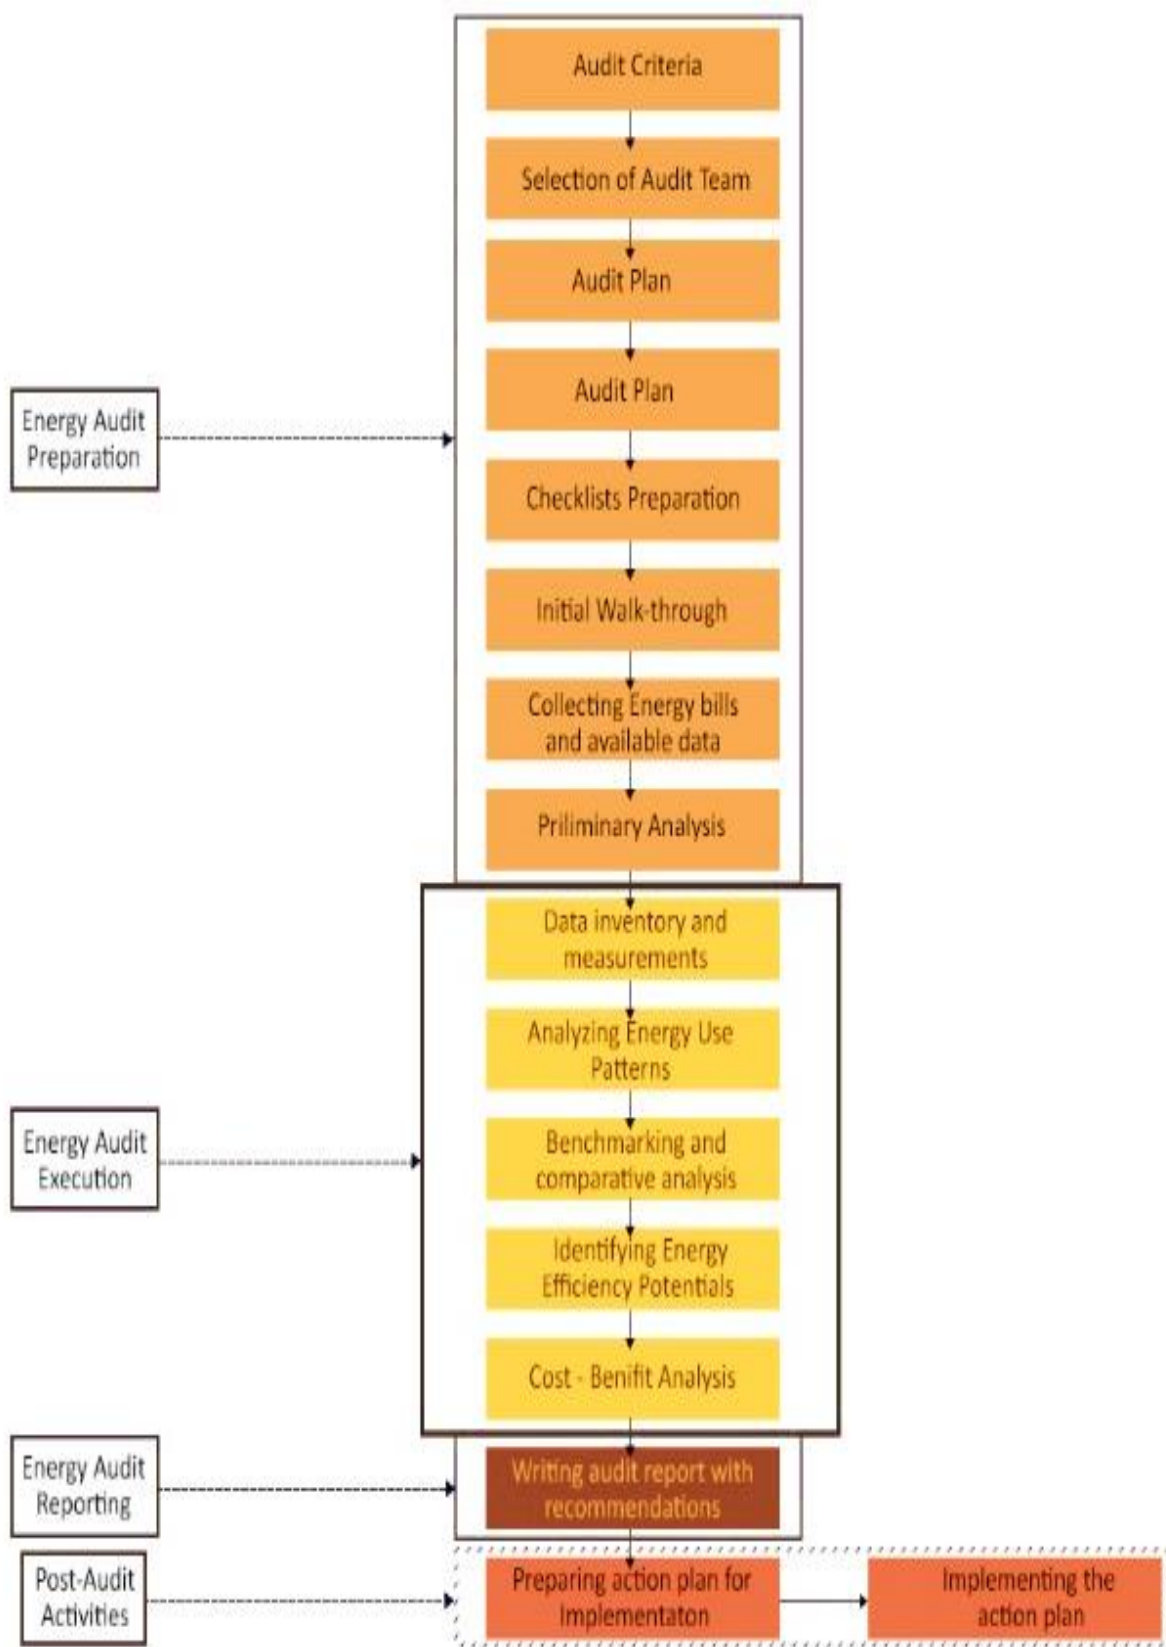 Audit Criteria
Selection of Audit Team
Audit Plan
Audit Plan
Energy Audit
Preparation
Checklists Preparation
Initial Walk-through
Collecting Energy bills
and available data
Priliminary Analysis
Data inventory and
measurements
Analyzing Energy Use
Patterns
Energy Audit
Execution
Benchmarking and
comparative analysis
Identifying Energy
Efficiency Potentials
Cost - Benifit Analysis
Energy Audit
Reporting
Writing audit report with
recommendations
Post-Audit
Activities
Preparing action plan for
Implementaton
Implementing the
action plan